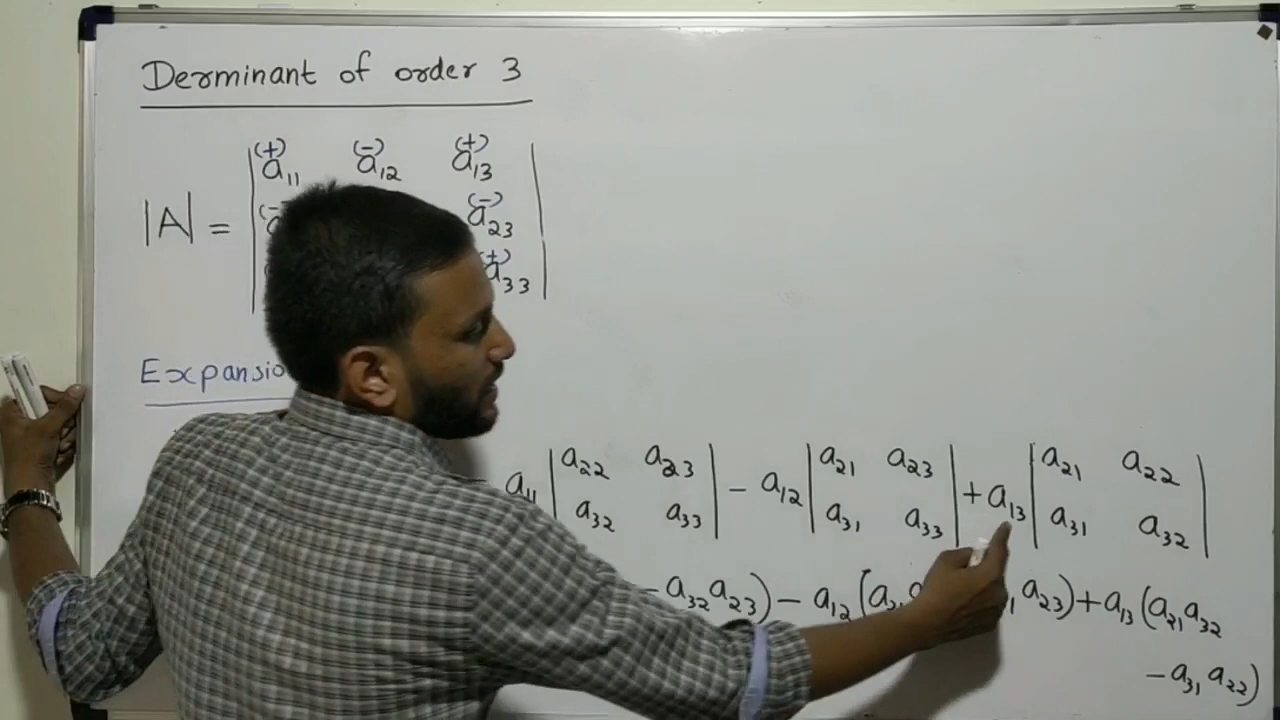 Derminant of order 3
(+) (-) (+)
a₁₁ a₁₂ a₁₃
(-)
|A| = a₂₃
(+)
a₃₃
Expansio
a₁₁ | a₂₂ a₂₃ | - a₁₂ | a₂₁ a₂₃ | + a₁₃ | a₂₁ a₂₂ |
a₃₂ a₃₃ a₃₁ a₃₃ a₃₁ a₃₂
- a₃₂ a₂₃) - a₁₂ ( a₂₃) + a₁₃ (a₂₁ a₃₂
- a₃₁ a₂₂)